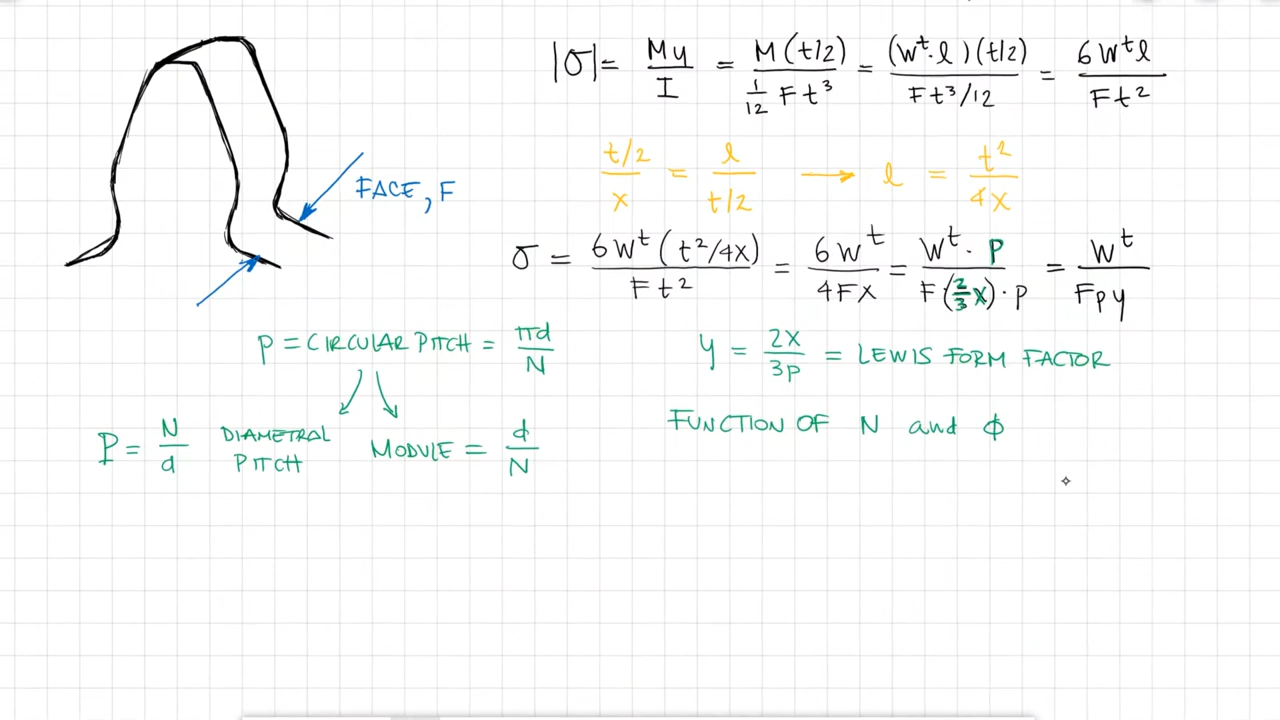 |σ| = My/I = M(t/2)/(1/12 Ft³) = (Wᵗ·l)(t/2)/(Ft³/12) = 6Wᵗl/(Ft²)
(t/2)/x = l/(t/2) → l = t²/(4x)
FACE, F
σ = 6Wᵗ(t²/4x)/(Ft²) = 6Wᵗ/(4Fx) = Wᵗ·p/(F(2/3 x)·p) = Wᵗ/(Fpy)
p = CIRCULAR PITCH = πd/N
y = 2x/3p = LEWIS FORM FACTOR
FUNCTION OF N and ϕ
P = N/d DIAMETRAL PITCH
MODULE = d/N